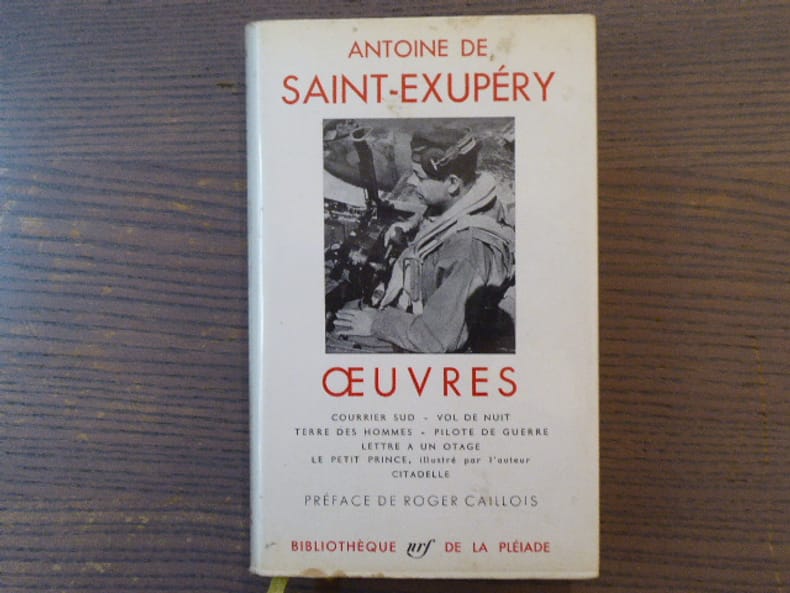 ANTOINE DE
SAINT-EXUPÉRY
ŒUVRES
COURRIER SUD - VOL DE NUIT
TERRE DES HOMMES - PILOTE DE GUERRE
LETTRE A UN OTAGE
LE PETIT PRINCE, illustré par l'auteur
CITADELLE
PRÉFACE DE ROGER CAILLOIS
BIBLIOTHÈQUE nrf DE LA PLÉIADE